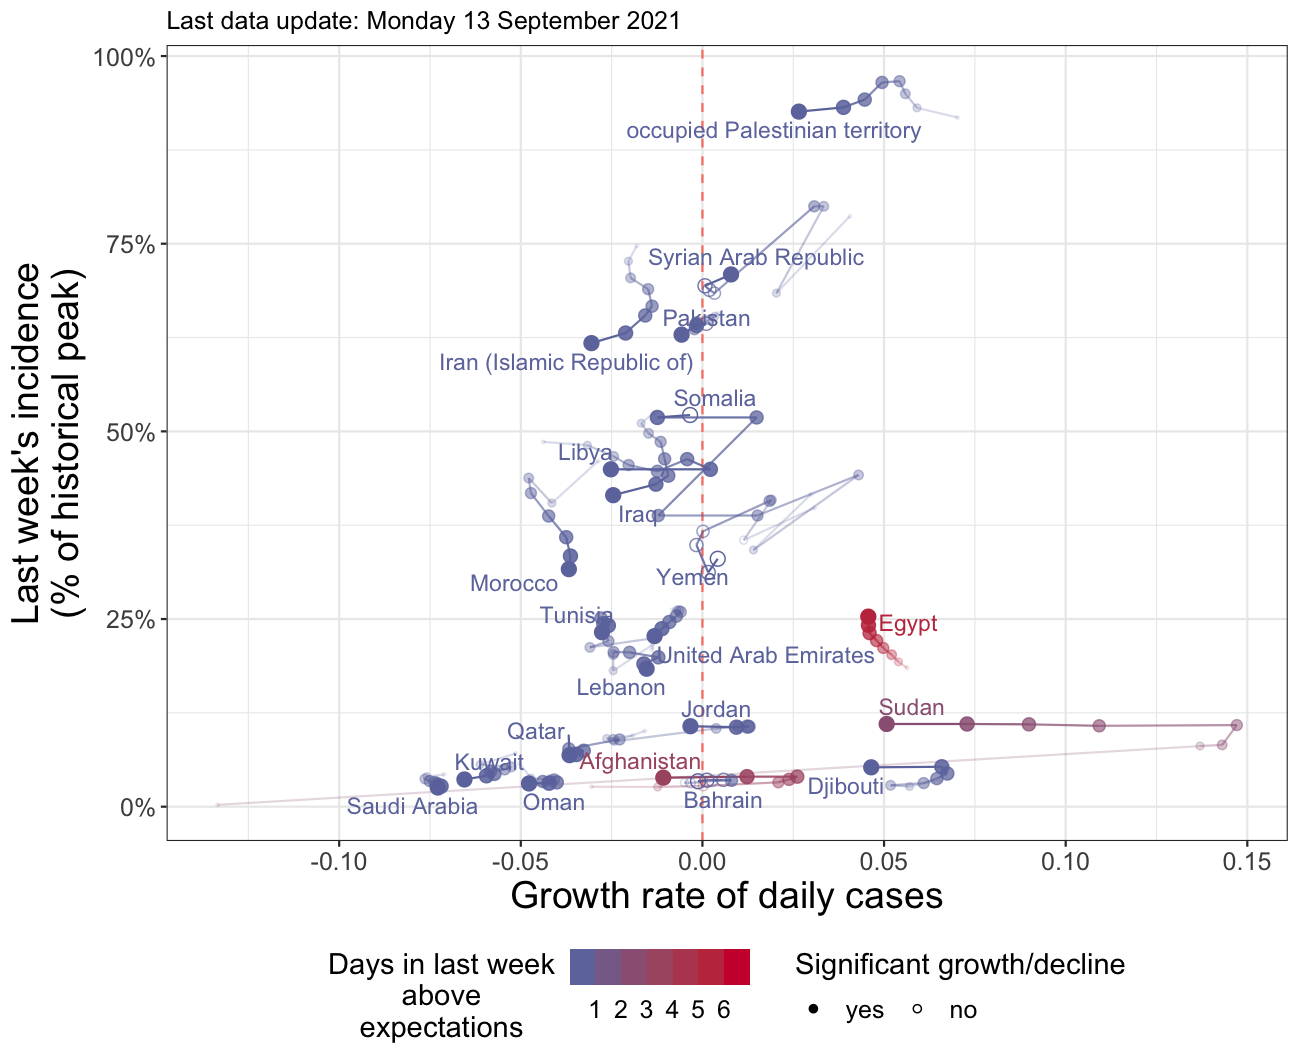 Last data update: Monday 13 September 2021
100%
75%
50%
25%
0%
Last week's incidence
(% of historical peak)
occupied Palestinian territory
Syrian Arab Republic
Pakistan
Iran (Islamic Republic of)
Somalia
Libya
Iraq
Morocco
Yemen
Tunisia
Egypt
United Arab Emirates
Lebanon
Jordan
Sudan
Qatar
Kuwait
Afghanistan
Djibouti
Saudi Arabia
Oman
Bahrain
-0.10
-0.05
0.00
0.05
0.10
0.15
Growth rate of daily cases
Days in last week
above
expectations
1 2 3 4 5 6
Significant growth/decline
yes
no